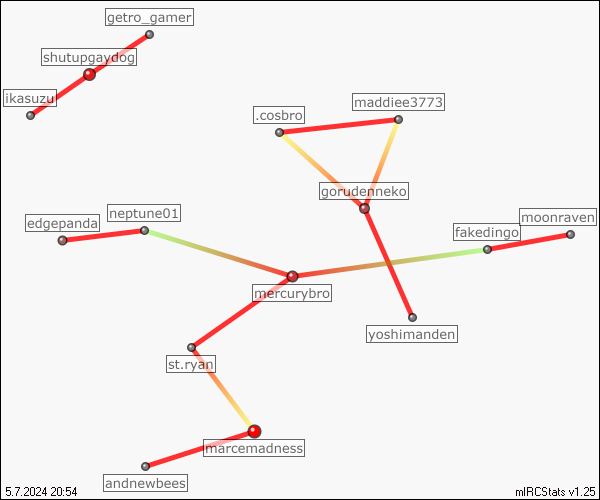 getro_gamer
shutupgaydog
ikasuzu
maddiee3773
.cosbro
gorudenneko
neptune01
moonraven
edgepanda
fakedingo
mercurybro
yoshimanden
st.ryan
marcemadness
andnewbees
5.7.2024 20:54
mIRCStats v1.25